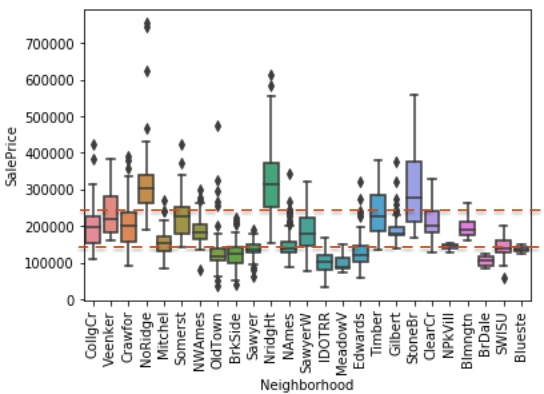 700000
600000
500000
400000
300000
200000
100000
0
SalePrice
CollgCr
Veenker
Crawfor
NoRidge
Mitchel
Somerst
NWAmes
OldTown
BrkSide
Sawyer
NridgHt
NAmes
SawyerW
IDOTRR
MeadowV
Edwards
Timber
Gilbert
StoneBr
ClearCr
NPkVill
Blmngtn
BrDale
SWISU
Blueste
Neighborhood